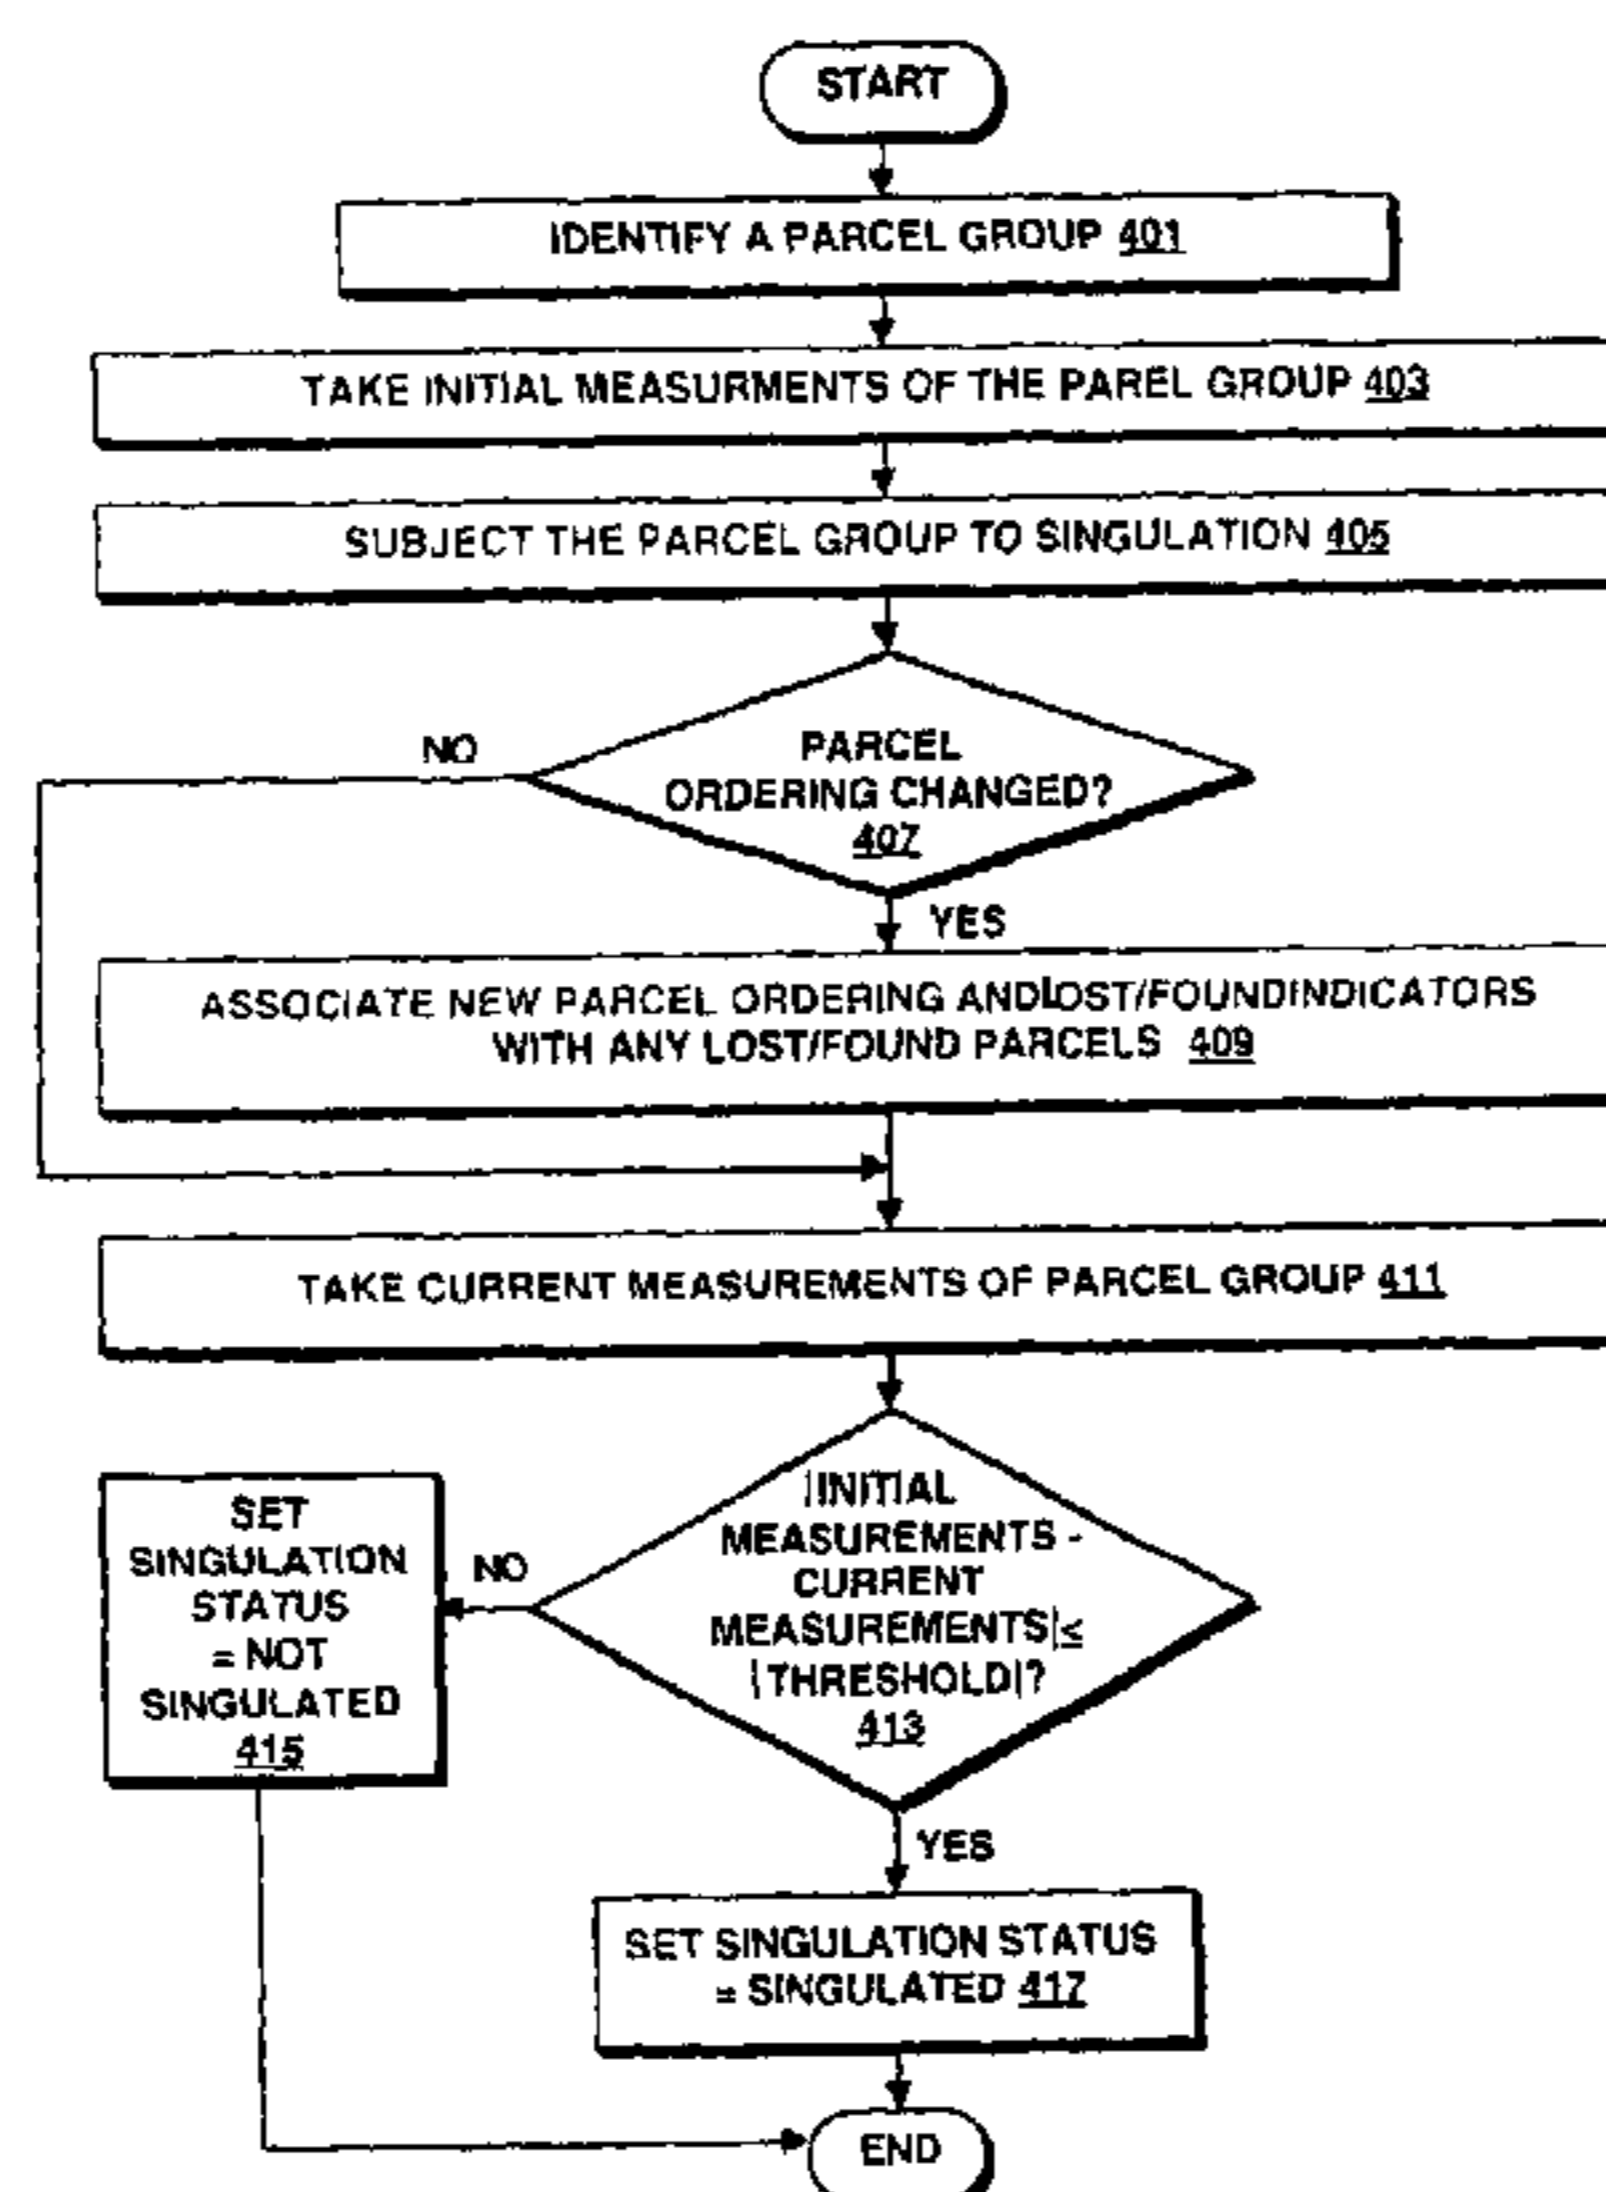 START
IDENTIFY A PARCEL GROUP 401
TAKE INITIAL MEASURMENTS OF THE PAREL GROUP 403
SUBJECT THE PARCEL GROUP TO SINGULATION 405
NO
PARCEL
ORDERING CHANGED?
407
YES
ASSOCIATE NEW PARCEL ORDERING ANDLOST/FOUNDINDICATORS
WITH ANY LOST/FOUND PARCELS 409
TAKE CURRENT MEASUREMENTS OF PARCEL GROUP 411
|INITIAL
MEASUREMENTS -
CURRENT
MEASUREMENTS|≤
|THRESHOLD|?
413
NO
SET
SINGULATION
STATUS
= NOT
SINGULATED
415
YES
SET SINGULATION STATUS
= SINGULATED 417
END